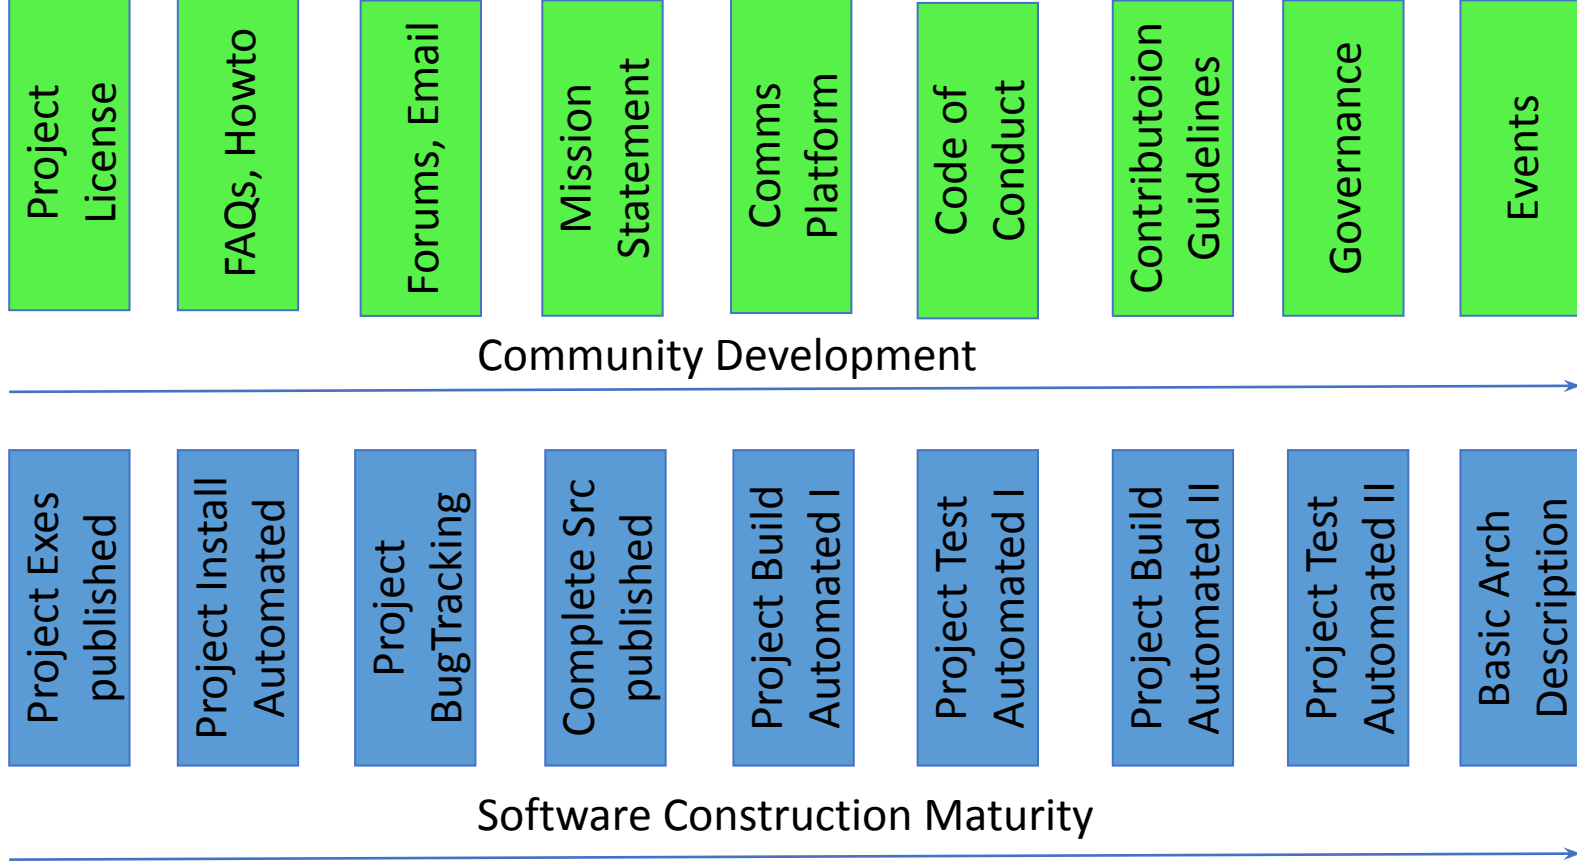 Project
License
FAQs, Howto
Forums, Email
Mission
Statement
Comms
Platform
Code of
Conduct
Contributoion
Guidelines
Governance
Events
Community Development
Project Exes
published
Project Install
Automated
Project
BugTracking
Complete Src
published
Project Build
Automated I
Project Test
Automated I
Project Build
Automated II
Project Test
Automated II
Basic Arch
Description
Software Construction Maturity